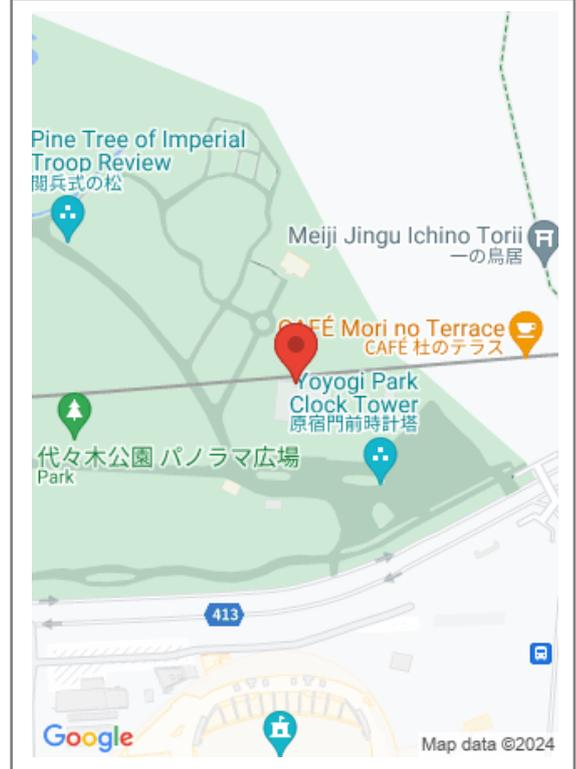 Pine Tree of Imperial
Troop Review
閲兵式の松
Meiji Jingu Ichino Torii
一の鳥居
CAFÉ Mori no Terrace
CAFÉ 杜のテラス
Yoyogi Park
Clock Tower
原宿門前時計塔
代々木公園 パノラマ広場
Park
413
Google
Map data ©2024